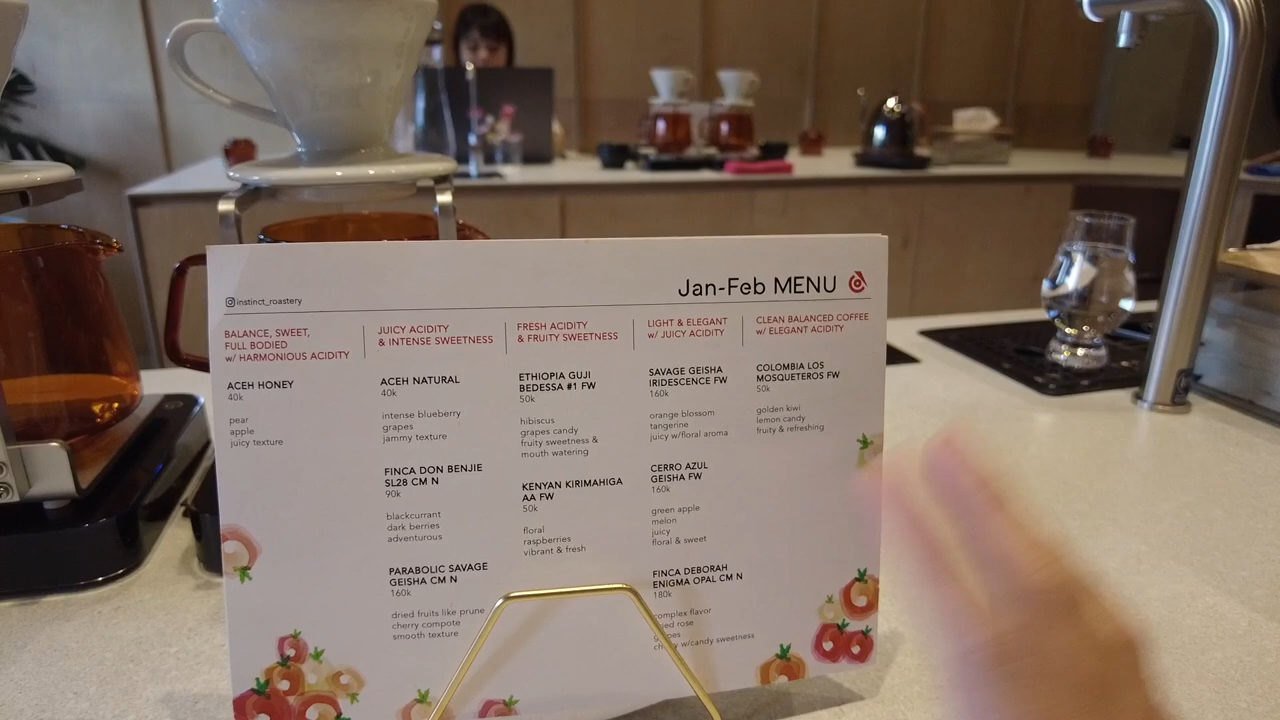 instinct_roastery
Jan-Feb MENU
BALANCE, SWEET,
FULL BODIED
w/ HARMONIOUS ACIDITY
ACEH HONEY
40k
pear
apple
juicy texture
JUICY ACIDITY
& INTENSE SWEETNESS
ACEH NATURAL
40k
intense blueberry
grapes
jammy texture
FINCA DON BENJIE
SL28 CM N
90k
blackcurrant
dark berries
adventurous
PARABOLIC SAVAGE
GEISHA CM N
160k
dried fruits like prune
cherry compote
smooth texture
FRESH ACIDITY
& FRUITY SWEETNESS
ETHIOPIA GUJI
BEDESSA #1 FW
50k
hibiscus
grapes candy
fruity sweetness &
mouth watering
KENYAN KIRIMAHIGA
AA FW
50k
floral
raspberries
vibrant & fresh
LIGHT & ELEGANT
w/ JUICY ACIDITY
SAVAGE GEISHA
IRIDESCENCE FW
160k
orange blossom
tangerine
juicy w/floral aroma
CERRO AZUL
GEISHA FW
160k
green apple
melon
juicy
floral & sweet
FINCA DEBORAH
ENIGMA OPAL CM N
180k
complex flavor
rose
w/candy sweetness
CLEAN BALANCED COFFEE
w/ ELEGANT ACIDITY
COLOMBIA LOS
MOSQUETEROS FW
50k
golden kiwi
lemon candy
fruity & refreshing